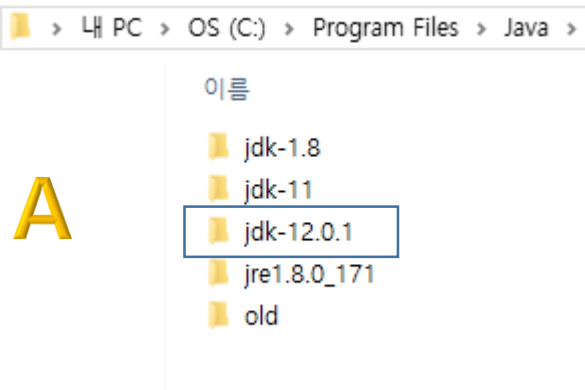 > 내 PC > OS (C:) > Program Files > Java >
이름
jdk-1.8
jdk-11
A
jdk-12.0.1
jre1.8.0_171
old